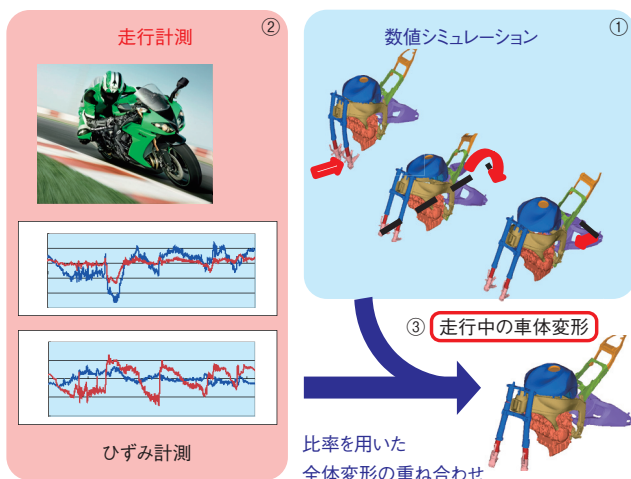 走行計測
②
ひずみ計測
数値シミュレーション
①
③ 走行中の車体変形
比率を用いた
全体変形の重ね合わせ